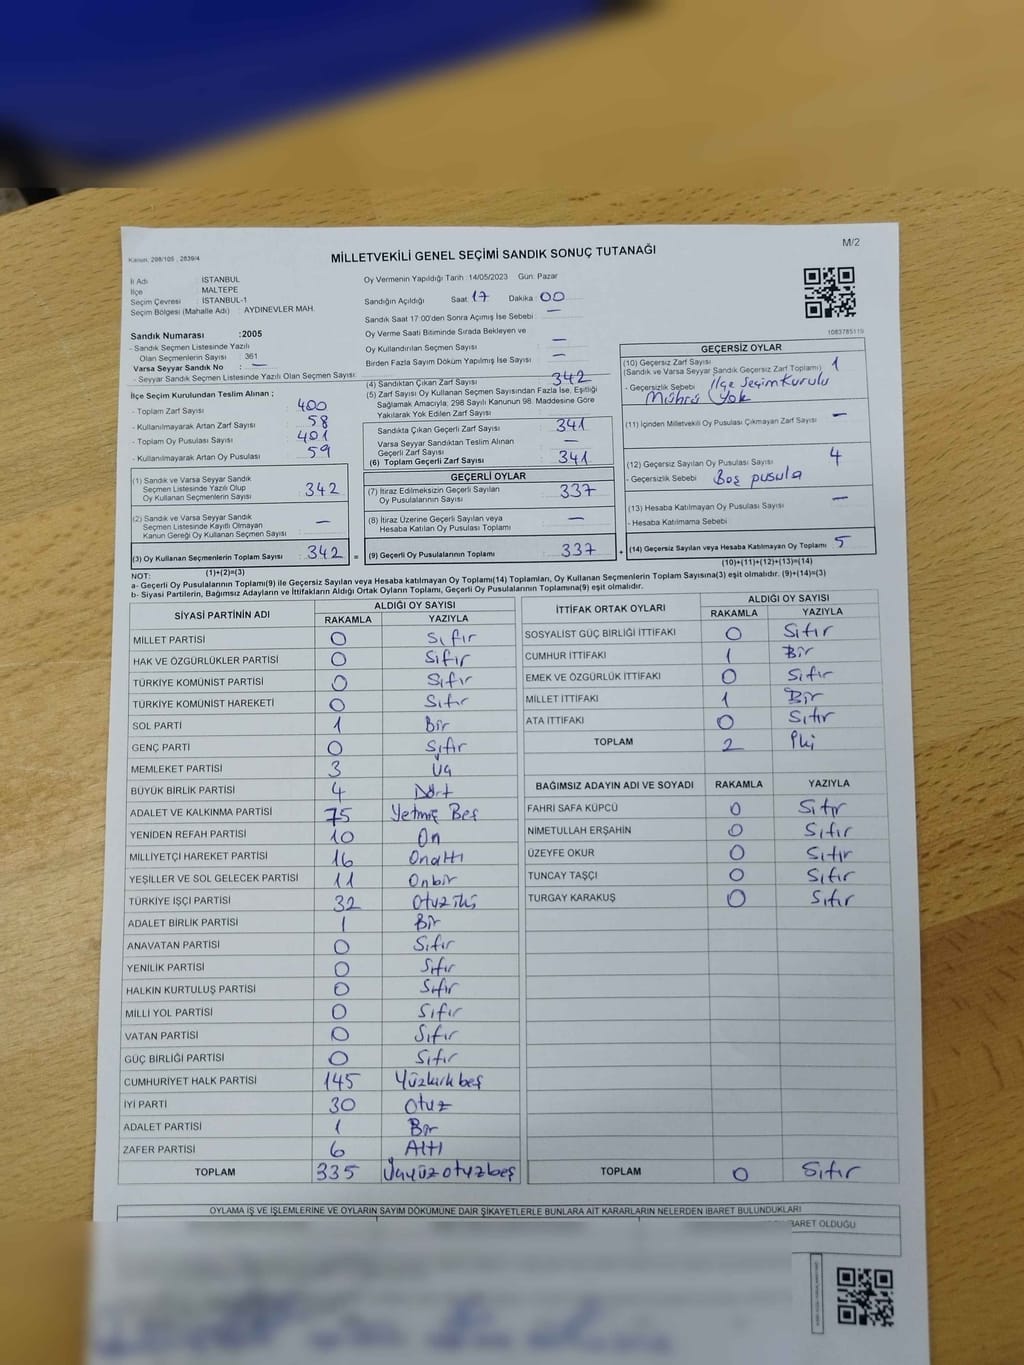 Kanun, 298/105 , 2839/4
MİLLETVEKİLİ GENEL SEÇİMİ SANDIK SONUÇ TUTANAĞI
M/2
İl Adı İSTANBUL
İlçe MALTEPE
Seçim Çevresi : İSTANBUL-1
Seçim Bölgesi (Mahalle Adı) : AYDINEVLER MAH.
Oy Vermenin Yapıldığı Tarih :14/05/2023 Gün: Pazar
Sandığın Açıldığı Saat 17 Dakika 00
Sandık Saat 17:00'den Sonra Açımış İse Sebebi : —
Oy Verme Saati Bitiminde Sırada Bekleyen ve
Oy Kullandırılan Seçmen Sayısı —
Birden Fazla Sayım Döküm Yapılmış İse Sayısı —
1083785119
Sandık Numarası :2005
- Sandık Seçmen Listesinde Yazılı
Olan Seçmenlerin Sayısı : 361
Varsa Seyyar Sandık No : —
- Seyyar Sandık Seçmen Listesinde Yazılı Olan Seçmen Sayısı:
İlçe Seçim Kurulundan Teslim Alınan ;
- Toplam Zarf Sayısı : 400
- Kullanılmayarak Artan Zarf Sayısı : 58
- Toplam Oy Pusulası Sayısı : 401
- Kullanılmayarak Artan Oy Pusulası : 59
(1) Sandık ve Varsa Seyyar Sandık
Seçmen Listesinde Yazılı Olup
Oy Kullanan Seçmenlerin Sayısı : 342
(2) Sandık ve Varsa Seyyar Sandık
Seçmen Listesinde Kayıtlı Olmayan
Kanun Gereği Oy Kullanan Seçmen Sayısı : —
(3) Oy Kullanan Seçmenlerin Toplam Sayısı : 342
(1)+(2)=(3)
(4) Sandıktan Çıkan Zarf Sayısı : 342
(5) Zarf Sayısı Oy Kullanan Seçmen Sayısından Fazla İse, Eşitliği
Sağlamak Amacıyla; 298 Sayılı Kanunun 98. Maddesine Göre
Yakılarak Yok Edilen Zarf Sayısı :
Sandıkta Çıkan Geçerli Zarf Sayısı : 341
Varsa Seyyar Sandıktan Teslim Alınan
Geçerli Zarf Sayısı : —
(6) Toplam Geçerli Zarf Sayısı : 341
GEÇERLİ OYLAR
(7) İtiraz Edilmeksizin Geçerli Sayılan
Oy Pusulalarının Sayısı : 337
(8) İtiraz Üzerine Geçerli Sayılan veya
Hesaba Katılan Oy Pusulası Toplamı : —
= (9) Geçerli Oy Pusulalarının Toplamı : 337
GEÇERSİZ OYLAR
(10) Geçersiz Zarf Sayısı
(Sandık ve Varsa Seyyar Sandık Geçersiz Zarf Toplamı) : 1
- Geçersizlik Sebebi : İlçe Seçim Kurulu
Mührü Yok
(11) İçinden Milletvekili Oy Pusulası Çıkmayan Zarf Sayısı : —
(12) Geçersiz Sayılan Oy Pusulası Sayısı : 4
- Geçersizlik Sebebi : Boş pusula
(13) Hesaba Katılmayan Oy Pusulası Sayısı : —
- Hesaba Katılmama Sebebi :
+ (14) Geçersiz Sayılan veya Hesaba Katılmayan Oy Toplamı : 5
(10)+(11)+(12)+(13)=(14)
NOT:
a- Geçerli Oy Pusulalarının Toplamı(9) ile Geçersiz Sayılan veya Hesaba katılmayan Oy Toplamı(14) Toplamları, Oy Kullanan Seçmenlerin Toplam Sayısına(3) eşit olmalıdır. (9)+(14)=(3)
b- Siyasi Partilerin, Bağımsız Adayların ve İttifakların Aldığı Ortak Oyların Toplamı, Geçerli Oy Pusulalarının Toplamına(9) eşit olmalıdır.
SİYASİ PARTİNİN ADI ALDIĞI OY SAYISI
RAKAMLA YAZIYLA
MİLLET PARTİSİ 0 Sıfır
HAK VE ÖZGÜRLÜKLER PARTİSİ 0 Sıfır
TÜRKİYE KOMÜNİST PARTİSİ 0 Sıfır
TÜRKİYE KOMÜNİST HAREKETİ 0 Sıfır
SOL PARTİ 1 Bir
GENÇ PARTİ 0 Sıfır
MEMLEKET PARTİSİ 3 Üç
BÜYÜK BİRLİK PARTİSİ 4 Dört
ADALET VE KALKINMA PARTİSİ 75 Yetmiş Beş
YENİDEN REFAH PARTİSİ 10 On
MİLLİYETÇİ HAREKET PARTİSİ 16 Onaltı
YEŞİLLER VE SOL GELECEK PARTİSİ 11 Onbir
TÜRKİYE İŞÇİ PARTİSİ 32 Otuz iki
ADALET BİRLİK PARTİSİ 1 Bir
ANAVATAN PARTİSİ 0 Sıfır
YENİLİK PARTİSİ 0 Sıfır
HALKIN KURTULUŞ PARTİSİ 0 Sıfır
MİLLİ YOL PARTİSİ 0 Sıfır
VATAN PARTİSİ 0 Sıfır
GÜÇ BİRLİĞİ PARTİSİ 0 Sıfır
CUMHURİYET HALK PARTİSİ 145 Yüzkırkbeş
İYİ PARTİ 30 Otuz
ADALET PARTİSİ 1 Bir
ZAFER PARTİSİ 6 Altı
TOPLAM 335 Üçyüzotuzbeş
İTTİFAK ORTAK OYLARI ALDIĞI OY SAYISI
RAKAMLA YAZIYLA
SOSYALİST GÜÇ BİRLİĞİ İTTİFAKI 0 Sıfır
CUMHUR İTTİFAKI 1 Bir
EMEK VE ÖZGÜRLÜK İTTİFAKI 0 Sıfır
MİLLET İTTİFAKI 1 Bir
ATA İTTİFAKI 0 Sıfır
TOPLAM 2 İki
BAĞIMSIZ ADAYIN ADI VE SOYADI RAKAMLA YAZIYLA
FAHRİ SAFA KÜPCÜ 0 Sıfır
NİMETULLAH ERŞAHİN 0 Sıfır
ÜZEYFE OKUR 0 Sıfır
TUNCAY TAŞÇI 0 Sıfır
TURGAY KARAKUŞ 0 Sıfır
TOPLAM 0 Sıfır
OYLAMA İŞ VE İŞLEMLERİNE VE OYLARIN SAYIM DÖKÜMÜNE DAİR ŞİKAYETLERLE BUNLARA AİT KARARLARIN NELERDEN İBARET BULUNDUKLARI
BARET OLDUĞU